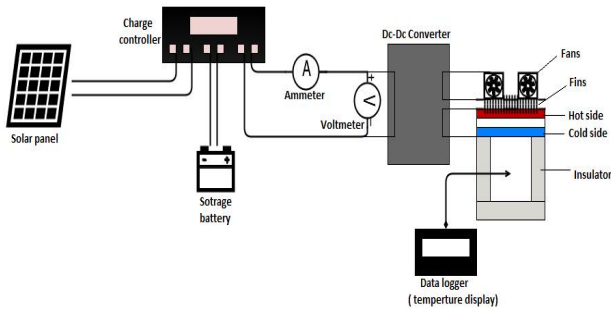 Charge
controller
Solar panel
-
+
Sotrage
battery
A
Ammeter
+
V
-
Voltmeter
Dc-Dc Converter
Fans
Fins
Hot side
Cold side
Insulator
Data logger
( temperture display)